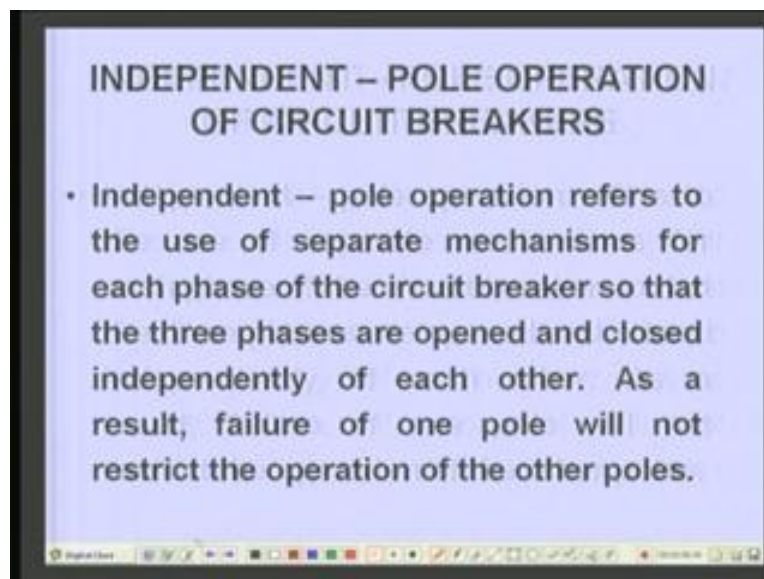 INDEPENDENT – POLE OPERATION
OF CIRCUIT BREAKERS
• Independent – pole operation refers to
the use of separate mechanisms for
each phase of the circuit breaker so that
the three phases are opened and closed
independently of each other. As a
result, failure of one pole will not
restrict the operation of the other poles.